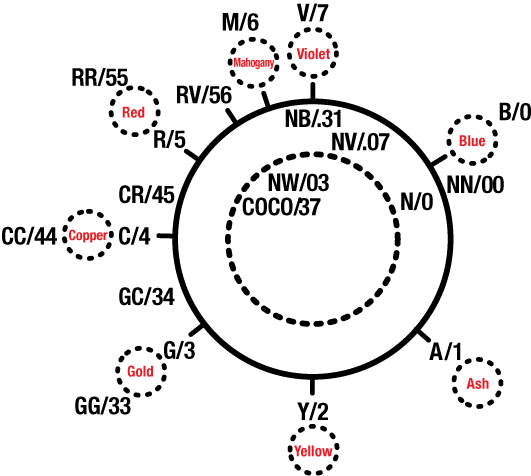 V/7
M/6
Violet
Mahogany
RR/55
RV/56
Red
B/0
NB/.31
Blue
R/5
NV/.07
NW/03
NN/00
CR/45
COCO/37
N/0
CC/44
Copper
C/4
GC/34
G/3
A/1
Gold
Ash
GG/33
Y/2
Yellow